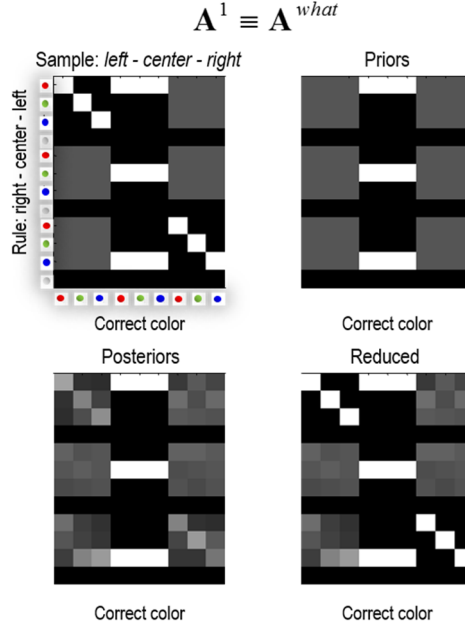 A¹ ≡ A^what
Sample: left - center - right
Priors
Rule: right - center - left
Correct color
Correct color
Posteriors
Reduced
Correct color
Correct color